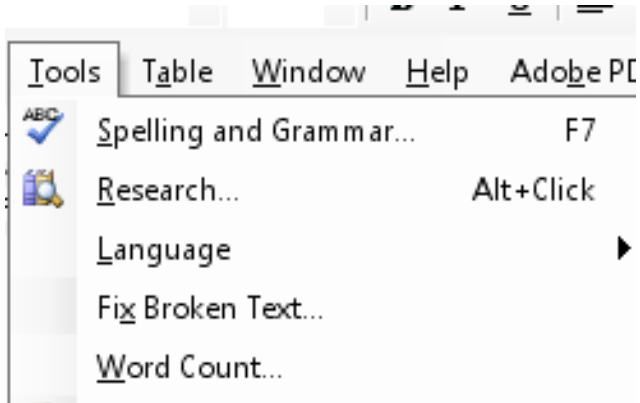 Tools Table Window Help Adobe PD
ABC Spelling and Grammar... F7
Research... Alt+Click
Language
Fix Broken Text...
Word Count...